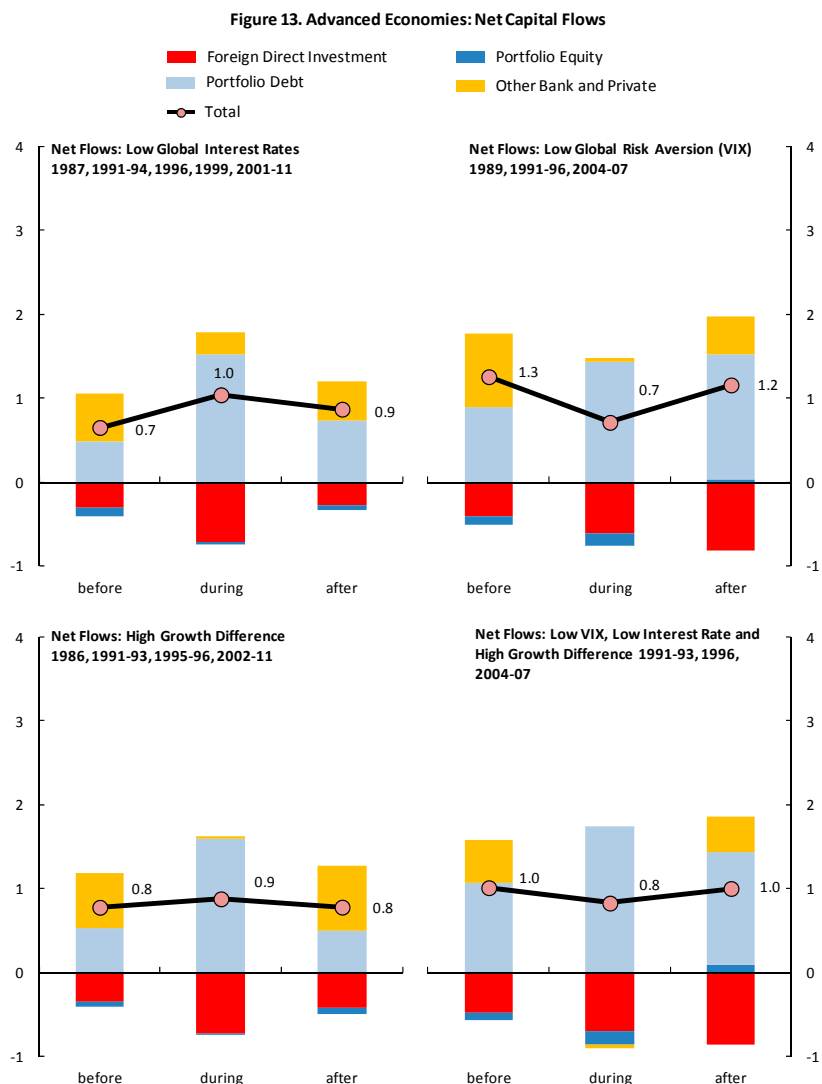 Figure 13. Advanced Economies: Net Capital Flows
Foreign Direct Investment
Portfolio Equity
Portfolio Debt
Other Bank and Private
Total
Net Flows: Low Global Interest Rates
1987, 1991-94, 1996, 1999, 2001-11
4
3
2
1
0
-1
0.7
1.0
0.9
before
during
after
Net Flows: Low Global Risk Aversion (VIX)
1989, 1991-96, 2004-07
4
3
2
1
0
-1
1.3
0.7
1.2
before
during
after
Net Flows: High Growth Difference
1986, 1991-93, 1995-96, 2002-11
4
3
2
1
0
-1
0.8
0.9
0.8
before
during
after
Net Flows: Low VIX, Low Interest Rate and
High Growth Difference 1991-93, 1996,
2004-07
4
3
2
1
0
-1
1.0
0.8
1.0
before
during
after